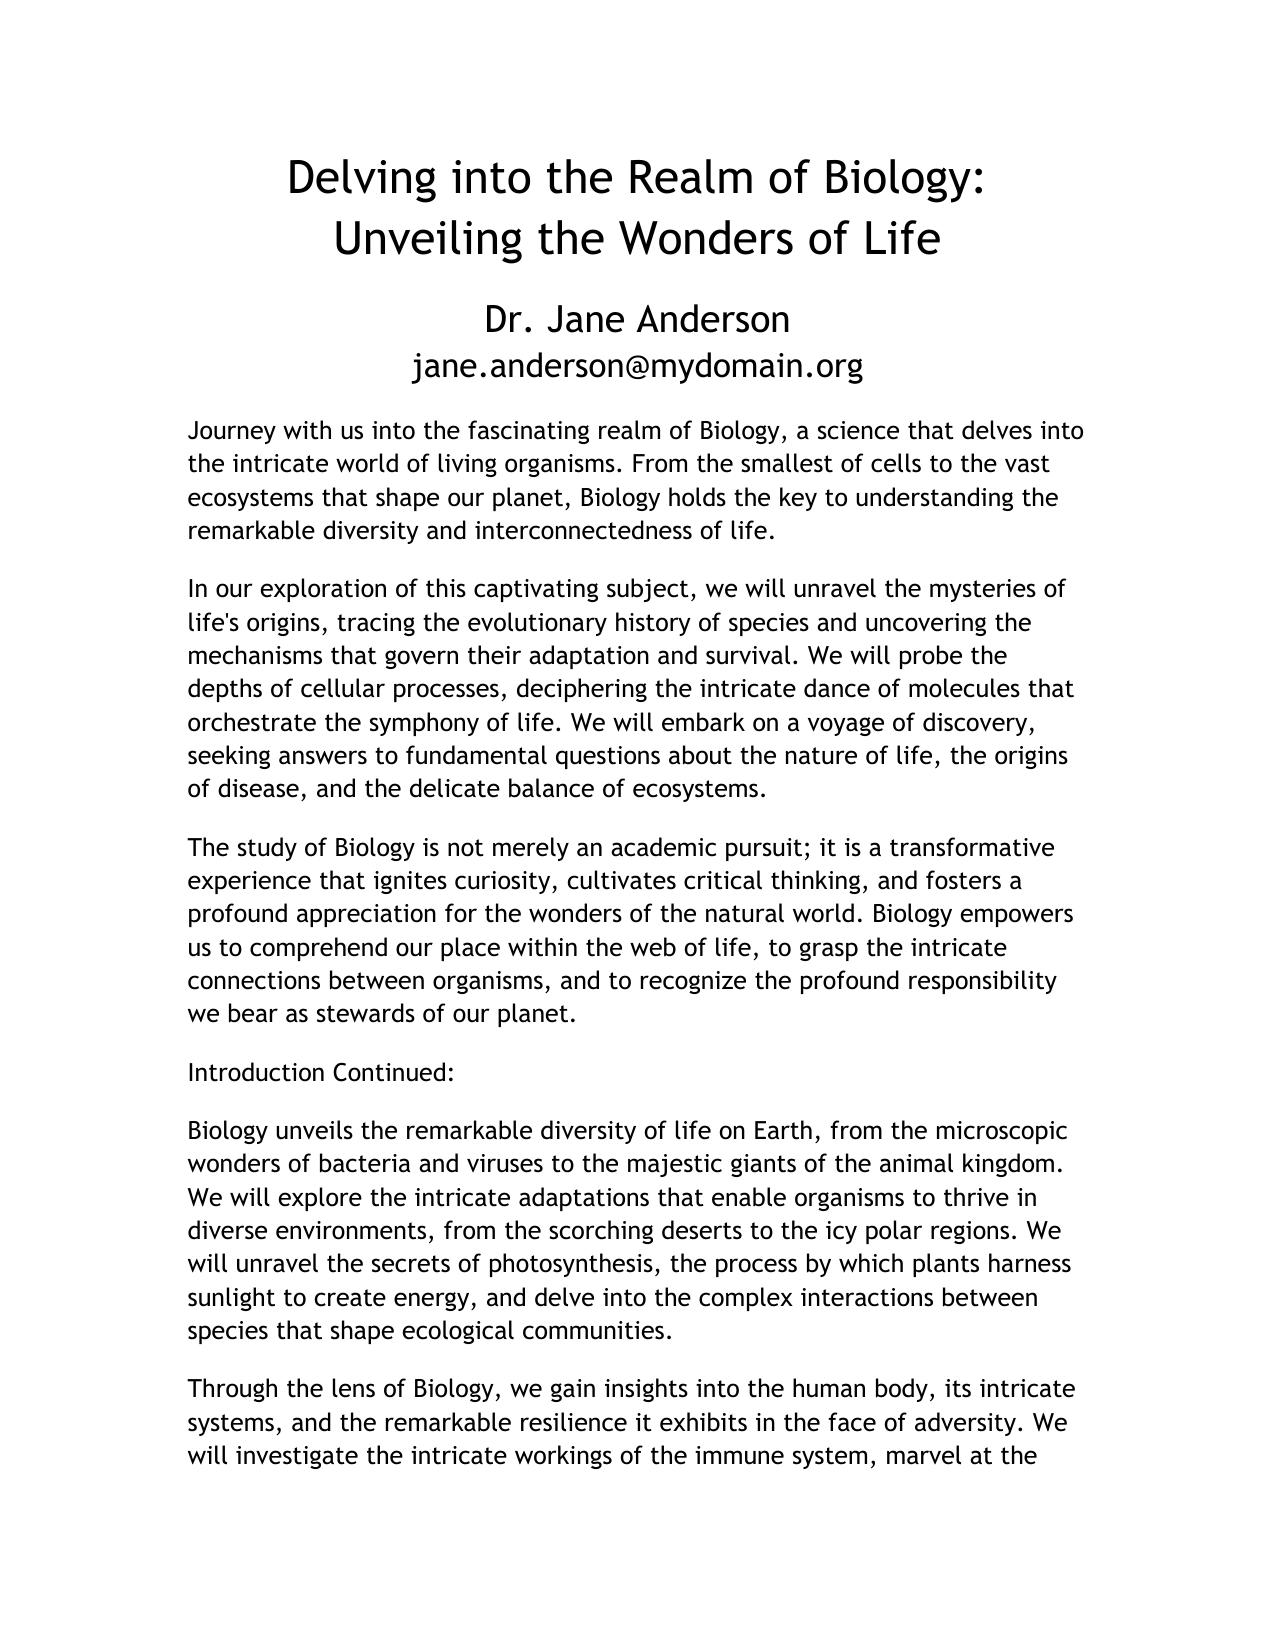 Delving into the Realm of Biology:
Unveiling the Wonders of Life
Dr. Jane Anderson
jane.anderson@mydomain.org
Journey with us into the fascinating realm of Biology, a science that delves into
the intricate world of living organisms. From the smallest of cells to the vast
ecosystems that shape our planet, Biology holds the key to understanding the
remarkable diversity and interconnectedness of life.
In our exploration of this captivating subject, we will unravel the mysteries of
life's origins, tracing the evolutionary history of species and uncovering the
mechanisms that govern their adaptation and survival. We will probe the
depths of cellular processes, deciphering the intricate dance of molecules that
orchestrate the symphony of life. We will embark on a voyage of discovery,
seeking answers to fundamental questions about the nature of life, the origins
of disease, and the delicate balance of ecosystems.
The study of Biology is not merely an academic pursuit; it is a transformative
experience that ignites curiosity, cultivates critical thinking, and fosters a
profound appreciation for the wonders of the natural world. Biology empowers
us to comprehend our place within the web of life, to grasp the intricate
connections between organisms, and to recognize the profound responsibility
we bear as stewards of our planet.
Introduction Continued:
Biology unveils the remarkable diversity of life on Earth, from the microscopic
wonders of bacteria and viruses to the majestic giants of the animal kingdom.
We will explore the intricate adaptations that enable organisms to thrive in
diverse environments, from the scorching deserts to the icy polar regions. We
will unravel the secrets of photosynthesis, the process by which plants harness
sunlight to create energy, and delve into the complex interactions between
species that shape ecological communities.
Through the lens of Biology, we gain insights into the human body, its intricate
systems, and the remarkable resilience it exhibits in the face of adversity. We
will investigate the intricate workings of the immune system, marvel at the